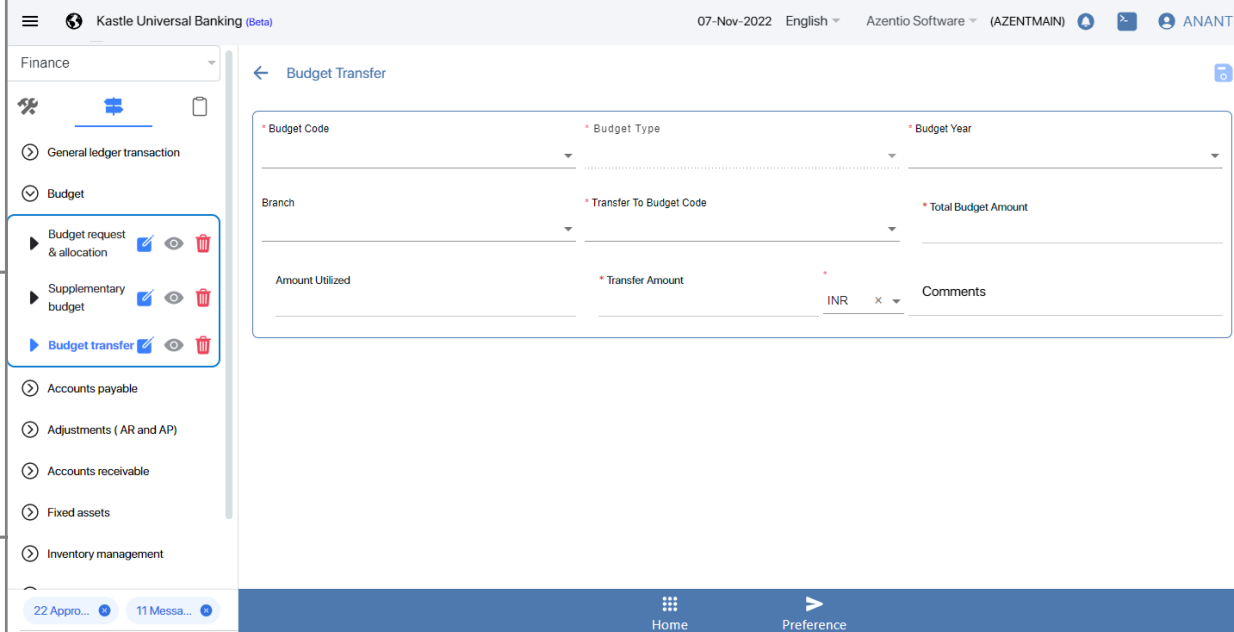 Kastle Universal Banking (Beta)
07-Nov-2022 English Azentio Software (AZENTMAIN) ANANT
Finance
Budget Transfer
General ledger transaction
Budget
Budget request
& allocation
Supplementary
budget
Budget transfer
Accounts payable
Adjustments ( AR and AP)
Accounts receivable
Fixed assets
Inventory management
22 Appro...
11 Messa...
* Budget Code
* Budget Type
* Budget Year
Branch
* Transfer To Budget Code
* Total Budget Amount
Amount Utilized
* Transfer Amount
*
INR
Comments
Home
Preference